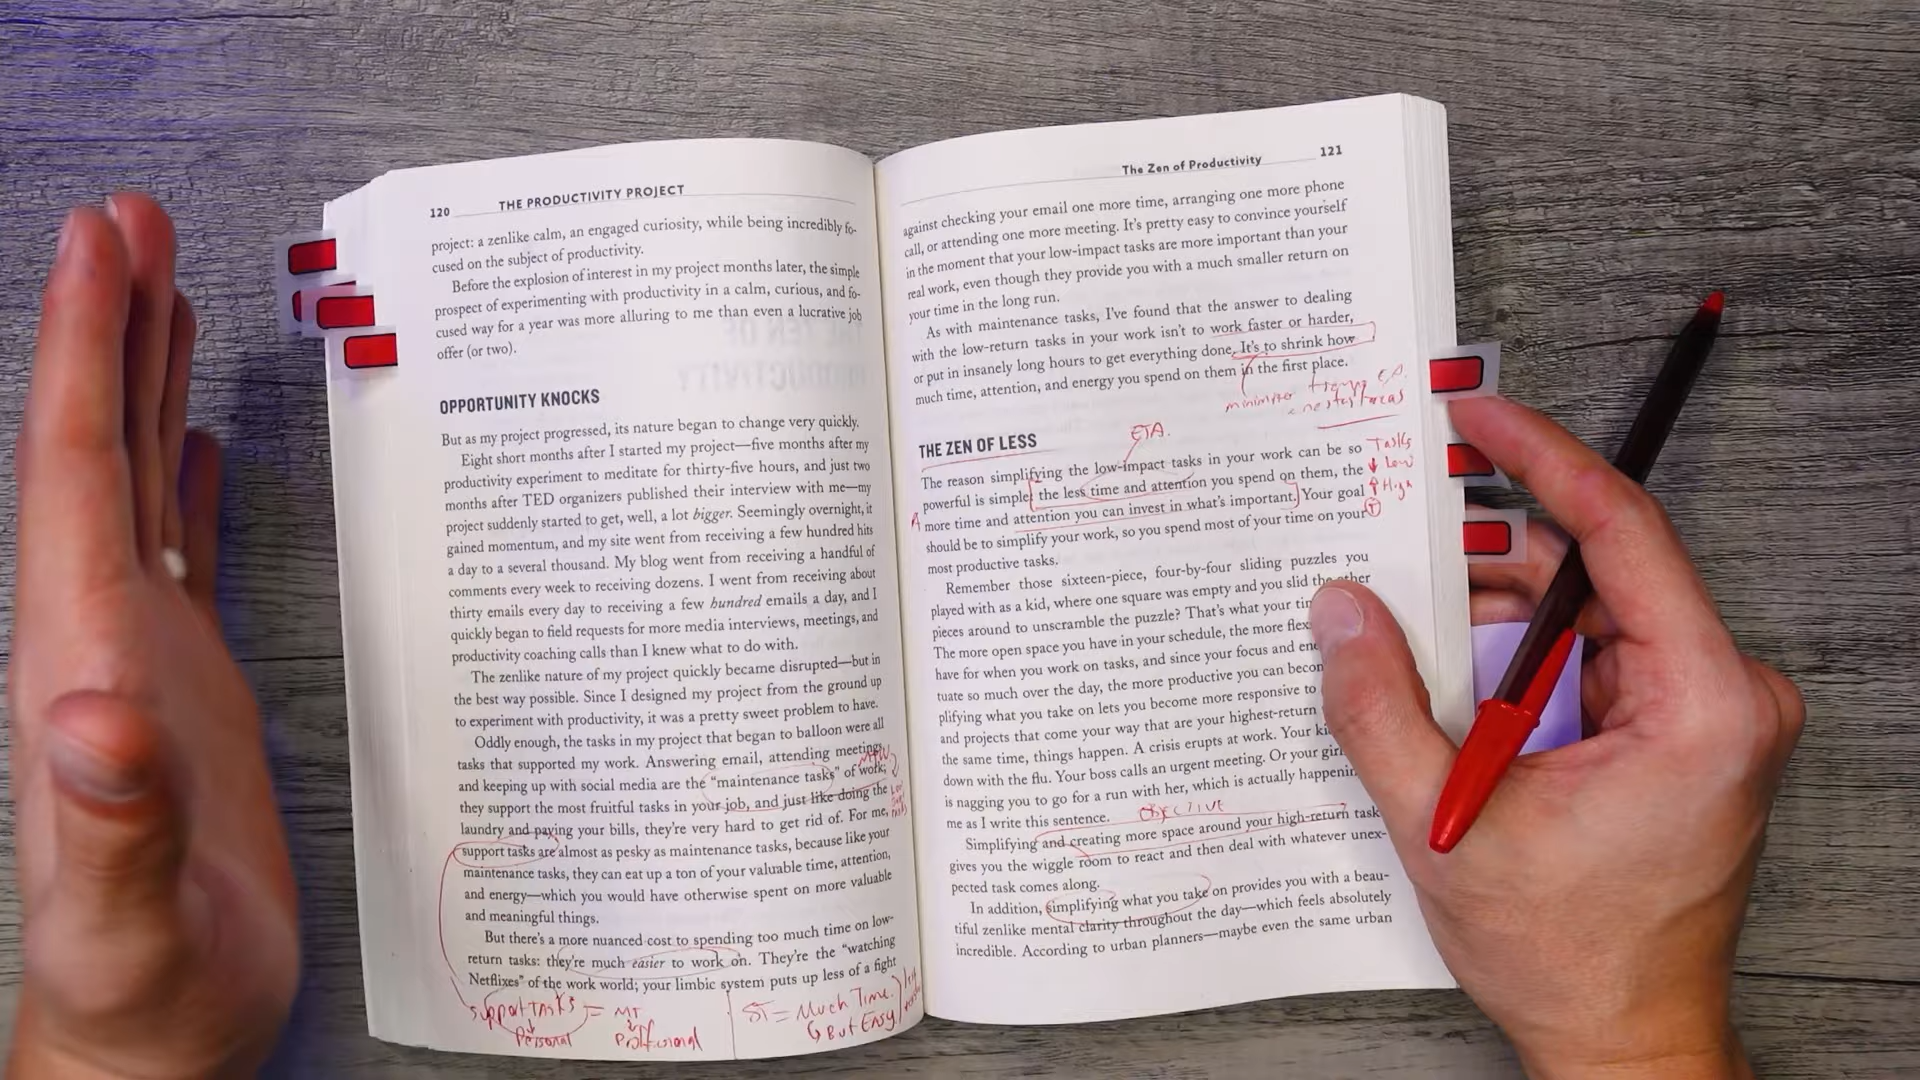 120 THE PRODUCTIVITY PROJECT
project: a zenlike calm, an engaged curiosity, while being incredibly fo-
cused on the subject of productivity.
Before the explosion of interest in my project months later, the simple
prospect of experimenting with productivity in a calm, curious, and fo-
cused way for a year was more alluring to me than even a lucrative job
offer (or two).
OPPORTUNITY KNOCKS
But as my project progressed, its nature began to change very quickly.
Eight short months after I started my project—five months after my
productivity experiment to meditate for thirty-five hours, and just two
months after TED organizers published their interview with me—my
project suddenly started to get, well, a lot bigger. Seemingly overnight, it
gained momentum, and my site went from receiving a few hundred hits
a day to a several thousand. My blog went from receiving a handful of
comments every week to receiving dozens. I went from receiving about
thirty emails every day to receiving a few hundred emails a day, and I
quickly began to field requests for more media interviews, meetings, and
productivity coaching calls than I knew what to do with.
The zenlike nature of my project quickly became disrupted—but in
the best way possible. Since I designed my project from the ground up
to experiment with productivity, it was a pretty sweet problem to have.
Oddly enough, the tasks in my project that began to balloon were all
tasks that supported my work. Answering email, attending meetings,
and keeping up with social media are the "maintenance tasks" of work;
they support the most fruitful tasks in your job, and just like doing the
laundry and paying your bills, they're very hard to get rid of. For me,
support tasks are almost as pesky as maintenance tasks, because like your
maintenance tasks, they can eat up a ton of your valuable time, attention,
and energy—which you would have otherwise spent on more valuable
and meaningful things.
But there's a more nuanced cost to spending too much time on low-
return tasks: they're much easier to work on. They're the "watching
Netflixes" of the work world; your limbic system puts up less of a fight
Support Tasks = MT
Personal Professional
ST = Much Time.
But Easy
The Zen of Productivity 121
against checking your email one more time, arranging one more phone
call, or attending one more meeting. It's pretty easy to convince yourself
in the moment that your low-impact tasks are more important than your
real work, even though they provide you with a much smaller return on
your time in the long run.
As with maintenance tasks, I've found that the answer to dealing
with the low-return tasks in your work isn't to work faster or harder,
or put in insanely long hours to get everything done. It's to shrink how
much time, attention, and energy you spend on them in the first place.
ETA.
THE ZEN OF LESS
The reason simplifying the low-impact tasks in your work can be so
powerful is simple: the less time and attention you spend on them, the
more time and attention you can invest in what's important. Your goal
should be to simplify your work, so you spend most of your time on your
most productive tasks.
Tasks
↓ Low
↑ High
Remember those sixteen-piece, four-by-four sliding puzzles you
played with as a kid, where one square was empty and you slid the other
pieces around to unscramble the puzzle? That's what your
The more open space you have in your schedule, the more
have for when you work on tasks, and since your focus and
tuate so much over the day, the more productive you can
plifying what you take on lets you become more responsive to
and projects that come your way that are your highest-return
the same time, things happen. A crisis erupts at work. Your
down with the flu. Your boss calls an urgent meeting. Or your
is nagging you to go for a run with her, which is actually
me as I write this sentence.
OBJECTIVE
Simplifying and creating more space around your high-return task
gives you the wiggle room to react and then deal with whatever unex-
pected task comes along.
In addition, simplifying what you take on provides you with a beau-
tiful zenlike mental clarity throughout the day—which feels absolutely
incredible. According to urban planners—maybe even the same urban